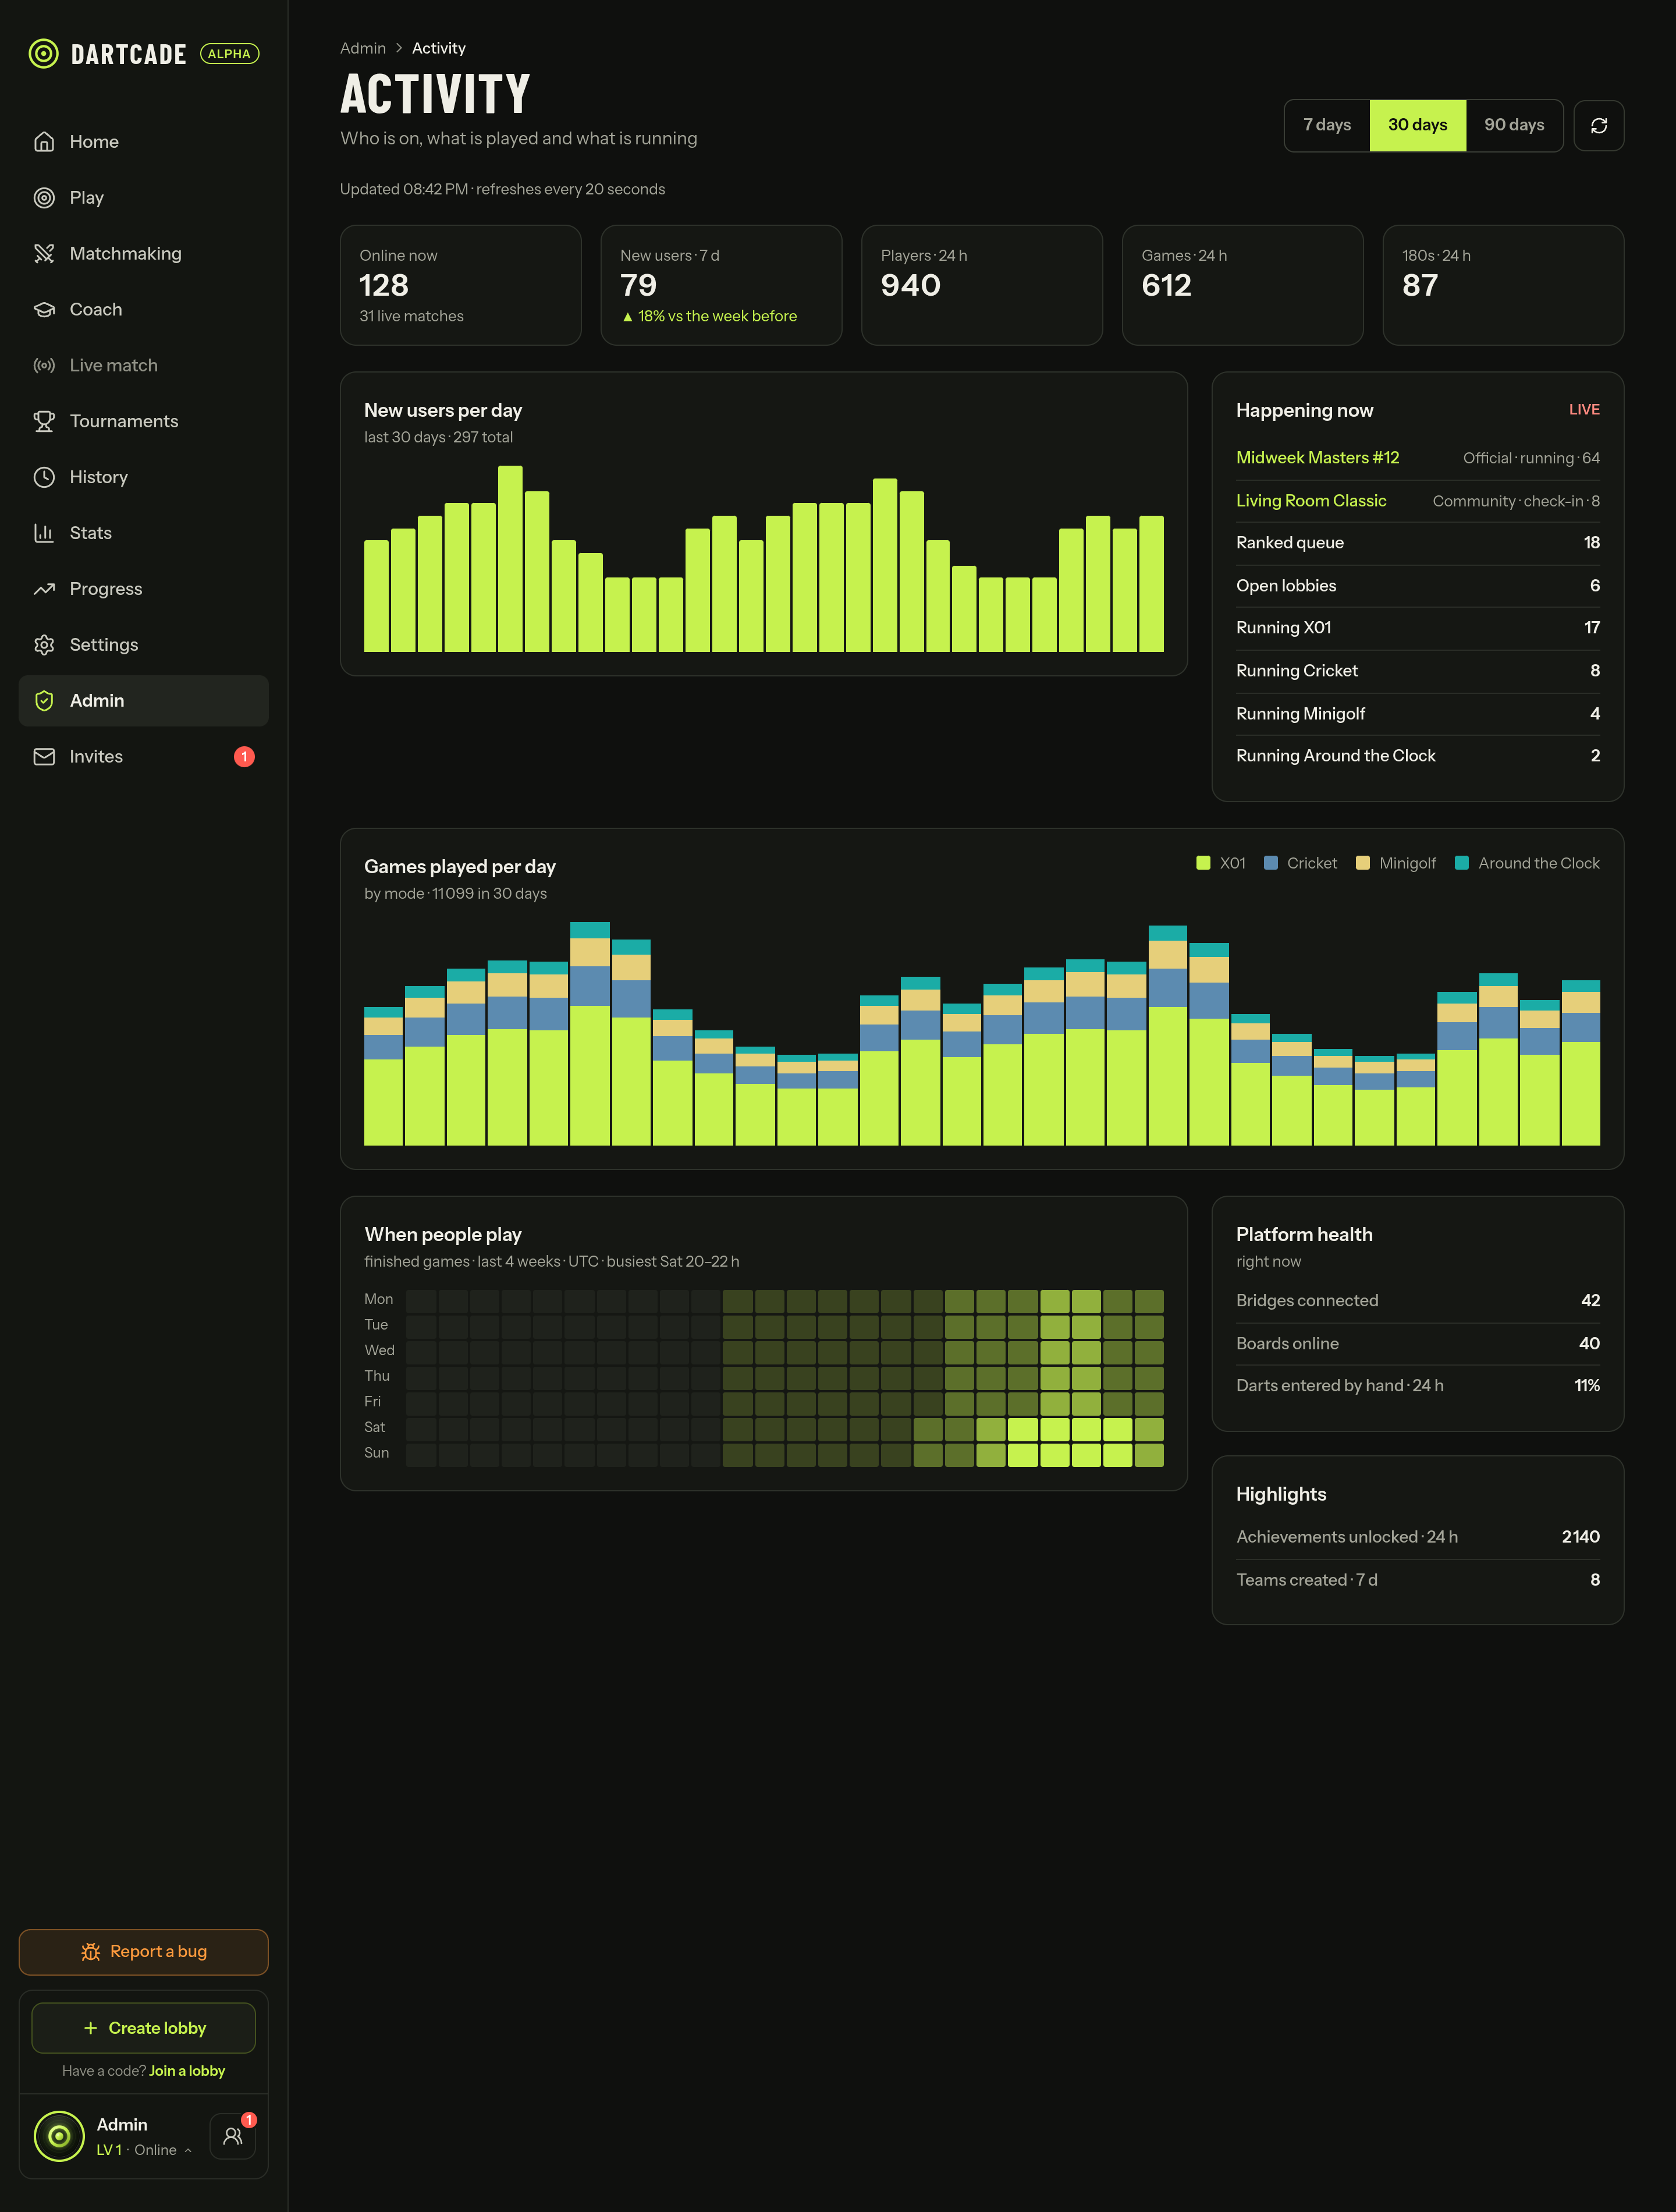 DARTCADE ALPHA
Home
Play
Matchmaking
Coach
Live match
Tournaments
History
Stats
Progress
Settings
Admin
Invites 1
Report a bug
+ Create lobby
Have a code? Join a lobby
Admin
LV 1 · Online
1
Admin > Activity
ACTIVITY
Who is on, what is played and what is running
7 days 30 days 90 days
Updated 08:42 PM · refreshes every 20 seconds
Online now
128
31 live matches
New users · 7 d
79
▲ 18% vs the week before
Players · 24 h
940
Games · 24 h
612
180s · 24 h
87
New users per day
last 30 days · 297 total
Happening now LIVE
Midweek Masters #12 Official · running · 64
Living Room Classic Community · check-in · 8
Ranked queue 18
Open lobbies 6
Running X01 17
Running Cricket 8
Running Minigolf 4
Running Around the Clock 2
Games played per day
by mode · 11 099 in 30 days
X01 Cricket Minigolf Around the Clock
When people play
finished games · last 4 weeks · UTC · busiest Sat 20–22 h
Mon
Tue
Wed
Thu
Fri
Sat
Sun
Platform health
right now
Bridges connected 42
Boards online 40
Darts entered by hand · 24 h 11%
Highlights
Achievements unlocked · 24 h 2 140
Teams created · 7 d 8